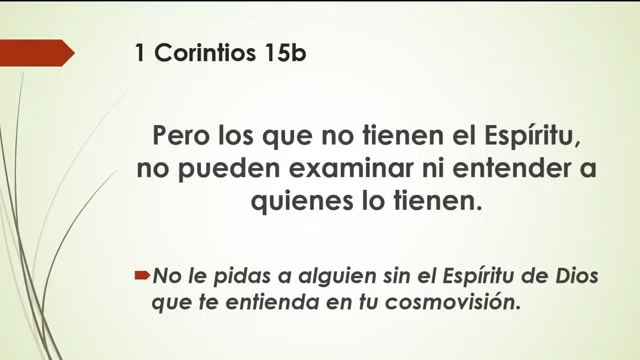 1 Corintios 15b
Pero los que no tienen el Espíritu,
no pueden examinar ni entender a
quienes lo tienen.
No le pidas a alguien sin el Espíritu de Dios
que te entienda en tu cosmovisión.